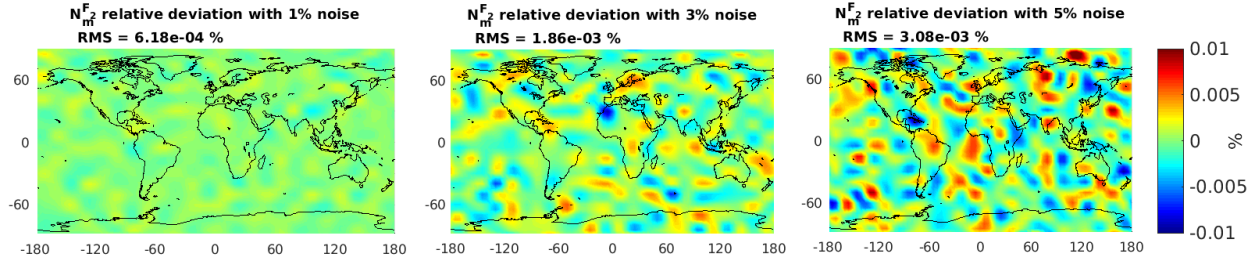 N_m^F2 relative deviation with 1% noise
RMS = 6.18e-04 %
60
0
-60
-180 -120 -60 0 60 120 180
N_m^F2 relative deviation with 3% noise
RMS = 1.86e-03 %
60
0
-60
-180 -120 -60 0 60 120 180
N_m^F2 relative deviation with 5% noise
RMS = 3.08e-03 %
60
0
-60
-180 -120 -60 0 60 120 180
0.01
0.005
0
-0.005
-0.01
%